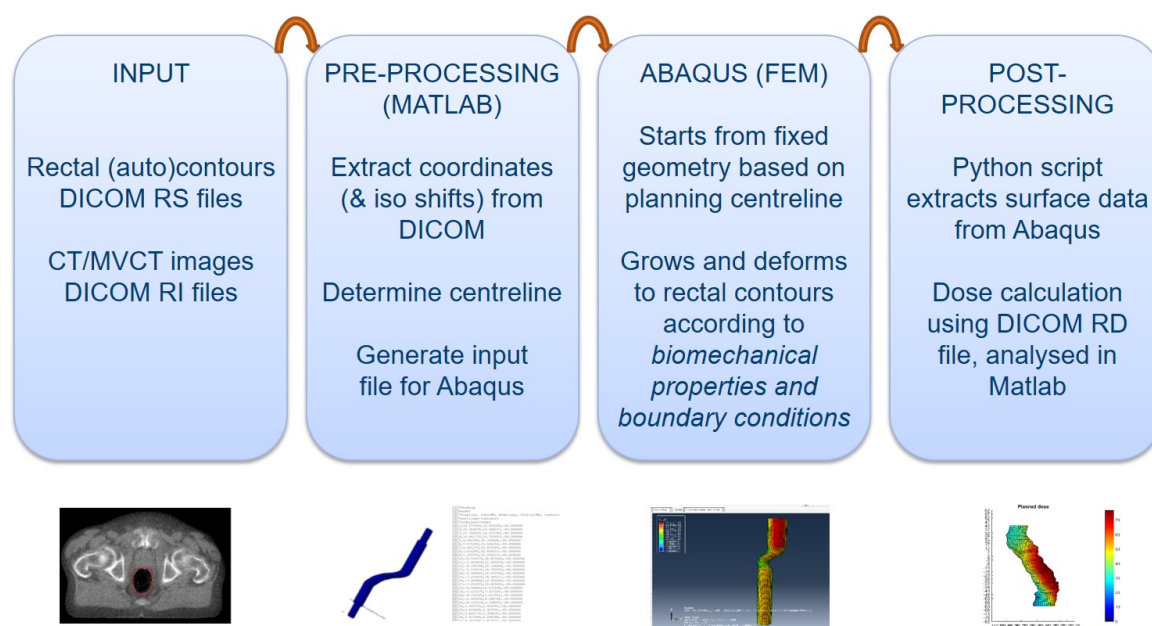 INPUT
Rectal (auto)contours
DICOM RS files
CT/MVCT images
DICOM RI files
PRE-PROCESSING
(MATLAB)
Extract coordinates
(& iso shifts) from
DICOM
Determine centreline
Generate input
file for Abaqus
ABAQUS (FEM)
Starts from fixed
geometry based on
planning centreline
Grows and deforms
to rectal contours
according to
biomechanical
properties and
boundary conditions
POST-
PROCESSING
Python script
extracts surface data
from Abaqus
Dose calculation
using DICOM RD
file, analysed in
Matlab
Planned dose